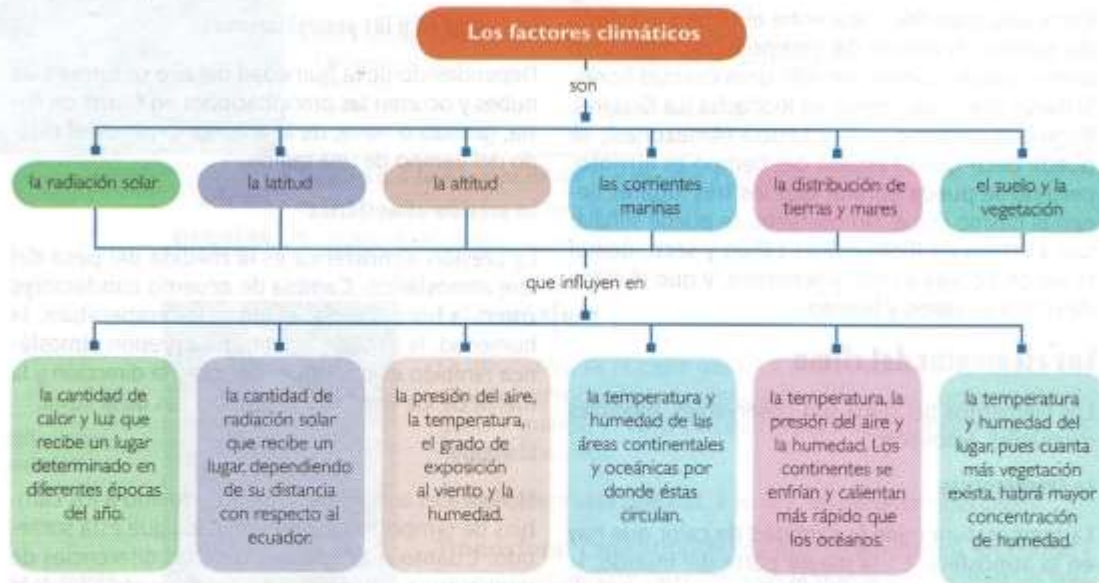 Los factores climáticos
son
la radiación solar
la latitud
la altitud
las corrientes
marinas
la distribución de
tierras y mares
el suelo y la
vegetación
que influyen en
la cantidad de
calor y luz que
recibe un lugar
determinado en
diferentes épocas
del año.
la cantidad de
radiación solar
que recibe un
lugar, dependiendo
de su distancia
con respecto al
ecuador.
la presión del aire,
la temperatura,
el grado de
exposición
al viento y la
humedad.
la temperatura y
humedad de las
áreas continentales
y oceánicas por
donde éstas
circulan.
la temperatura, la
presión del aire y
la humedad. Los
continentes se
enfrían y calientan
más rápido que
los océanos.
la temperatura
y humedad del
lugar, pues cuanta
más vegetación
exista, habrá mayor
concentración
de humedad.